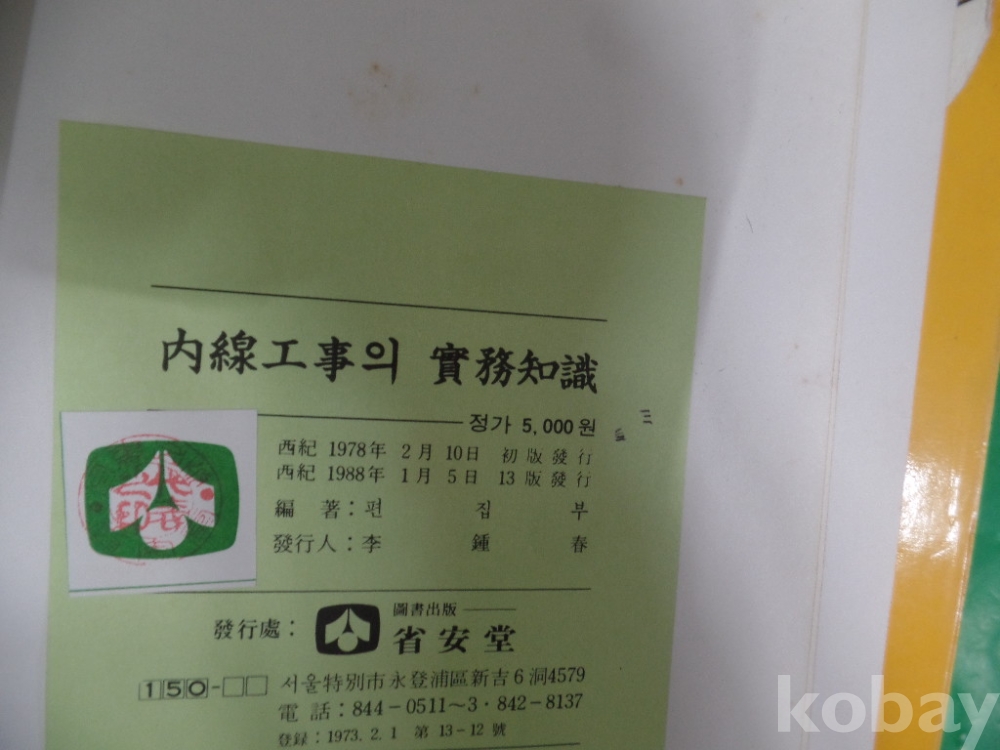 內線工事의 實務知識
정가 5,000원
西紀 1978年 2月 10日 初版發行
西紀 1988年 1月 5日 13版發行
編 著:편 집 부
發行人:李 鍾 春
發行處:
圖書出版
省安堂
150-□□ 서울特別市永登浦區新吉6洞4579
電話:844-0511~3·842-8137
登録:1973. 2. 1 第13-12號
kobay